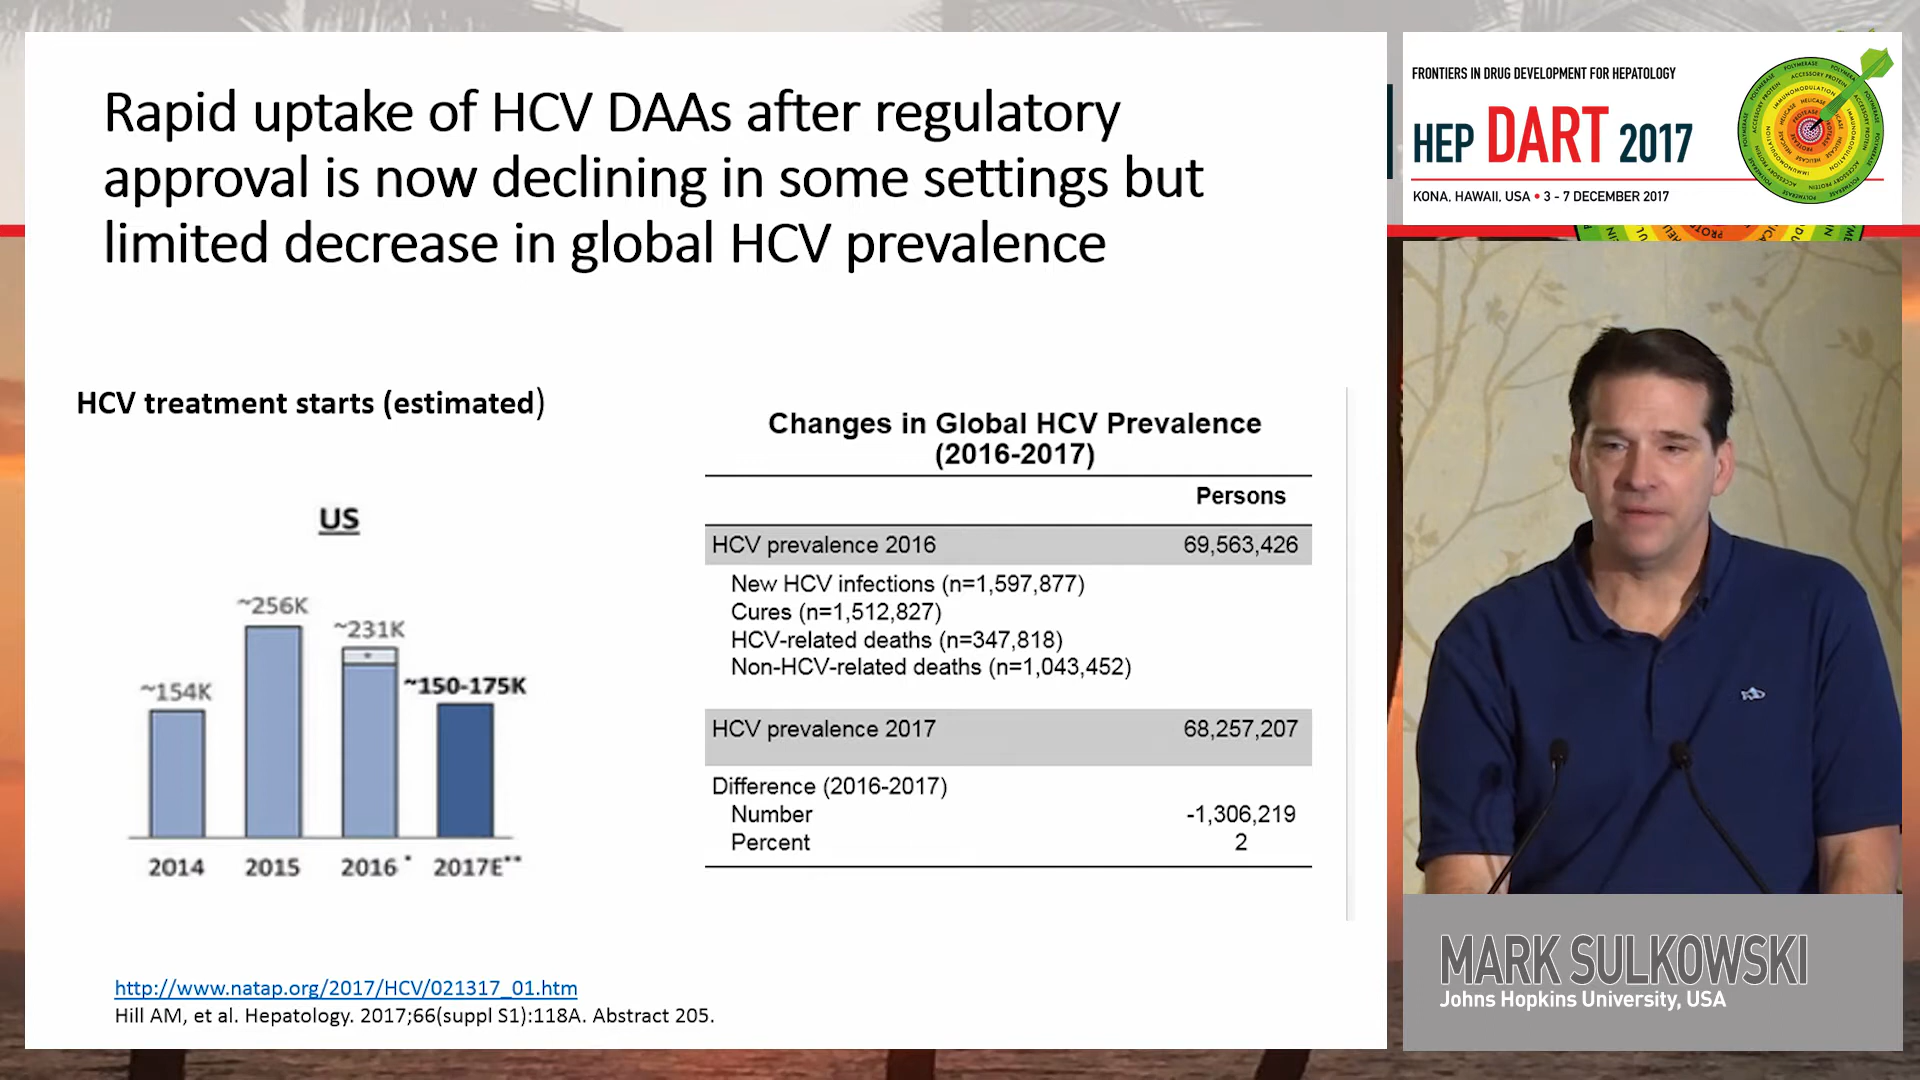 Rapid uptake of HCV DAAs after regulatory
approval is now declining in some settings but
limited decrease in global HCV prevalence
HCV treatment starts (estimated)
US
~154K
~256K
~231K
*
~150-175K
2014
2015
2016 *
2017E**
Changes in Global HCV Prevalence
(2016-2017)
Persons
HCV prevalence 2016 69,563,426
New HCV infections (n=1,597,877)
Cures (n=1,512,827)
HCV-related deaths (n=347,818)
Non-HCV-related deaths (n=1,043,452)
HCV prevalence 2017 68,257,207
Difference (2016-2017)
Number -1,306,219
Percent 2
http://www.natap.org/2017/HCV/021317_01.htm
Hill AM, et al. Hepatology. 2017;66(suppl S1):118A. Abstract 205.
FRONTIERS IN DRUG DEVELOPMENT FOR HEPATOLOGY
HEP DART 2017
KONA, HAWAII, USA • 3 - 7 DECEMBER 2017
MARK SULKOWSKI
Johns Hopkins University, USA